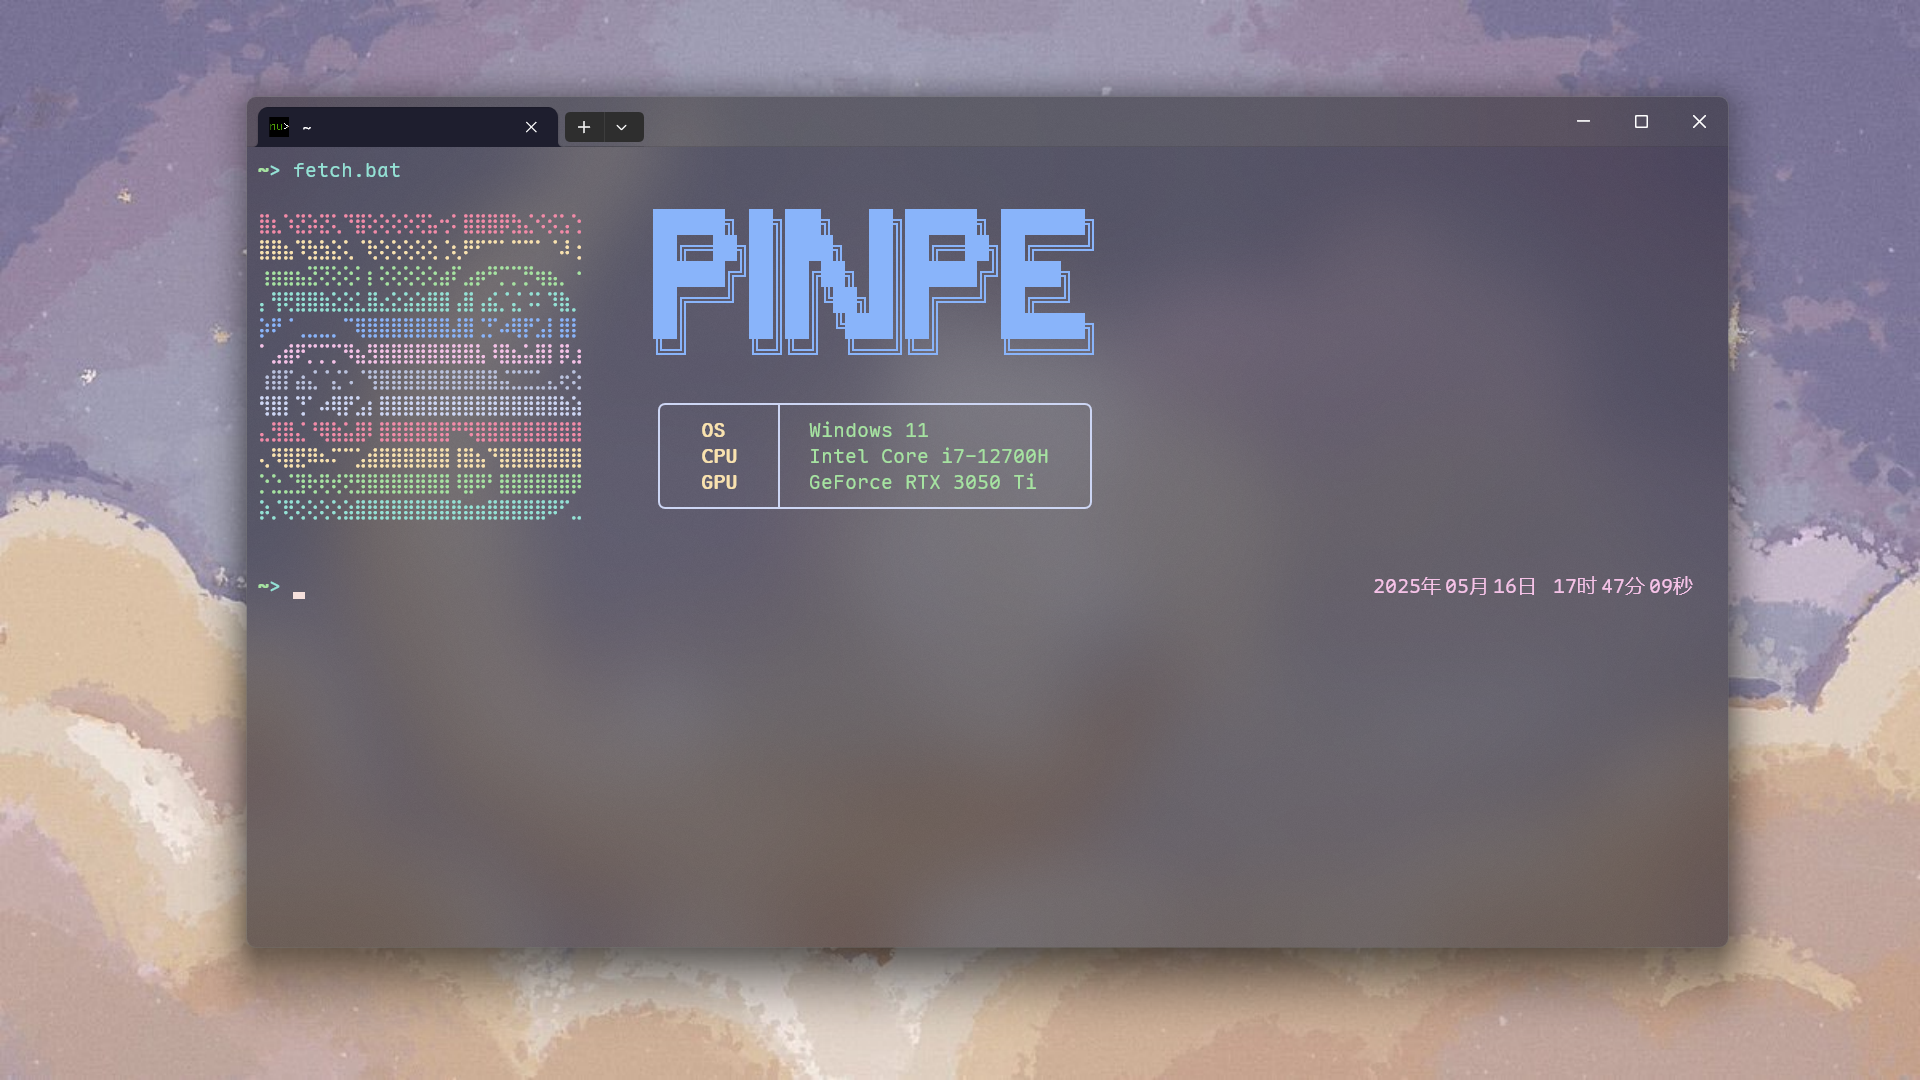 nu> ~
~> fetch.bat
PINPE
OS Windows 11
CPU Intel Core i7-12700H
GPU GeForce RTX 3050 Ti
~> 2025年05月16日 17时47分09秒